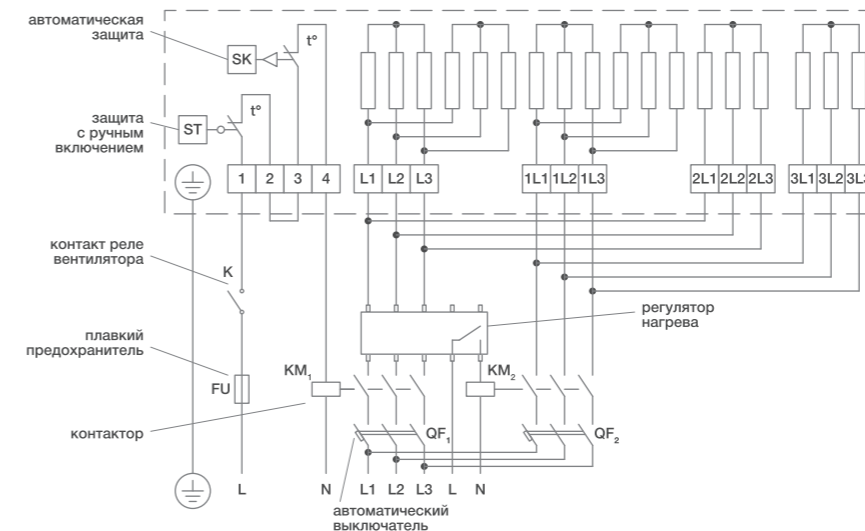 автоматическая
защита
t°
SK
защита
с ручным
включением
t°
ST
1 2 3 4 L1 L2 L3 1L1 1L2 1L3 2L1 2L2 2L3 3L1 3L2
контакт реле
вентилятора
K
регулятор
нагрева
плавкий
предохранитель
FU
KM₁
KM₂
контактор
QF₁
QF₂
L N L1 L2 L3 L N
автоматический
выключатель